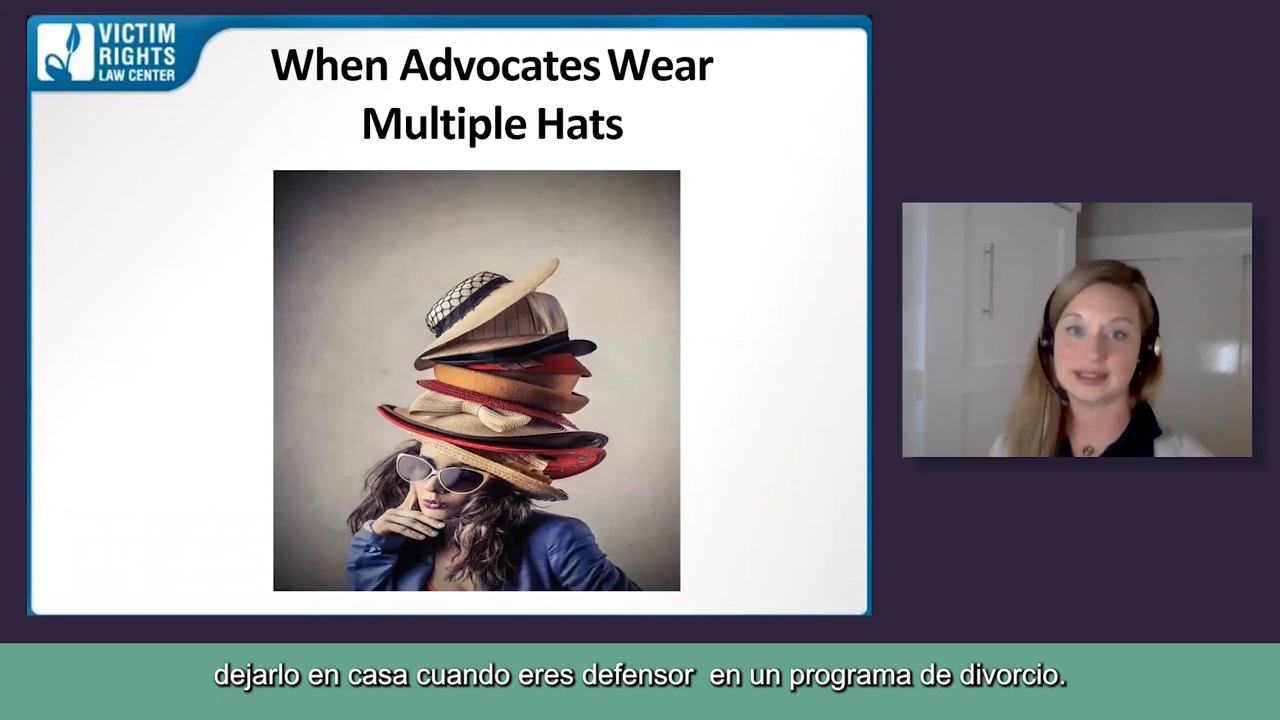 VICTIM
RIGHTS
LAW CENTER
When Advocates Wear
Multiple Hats
dejarlo en casa cuando eres defensor en un programa de divorcio.